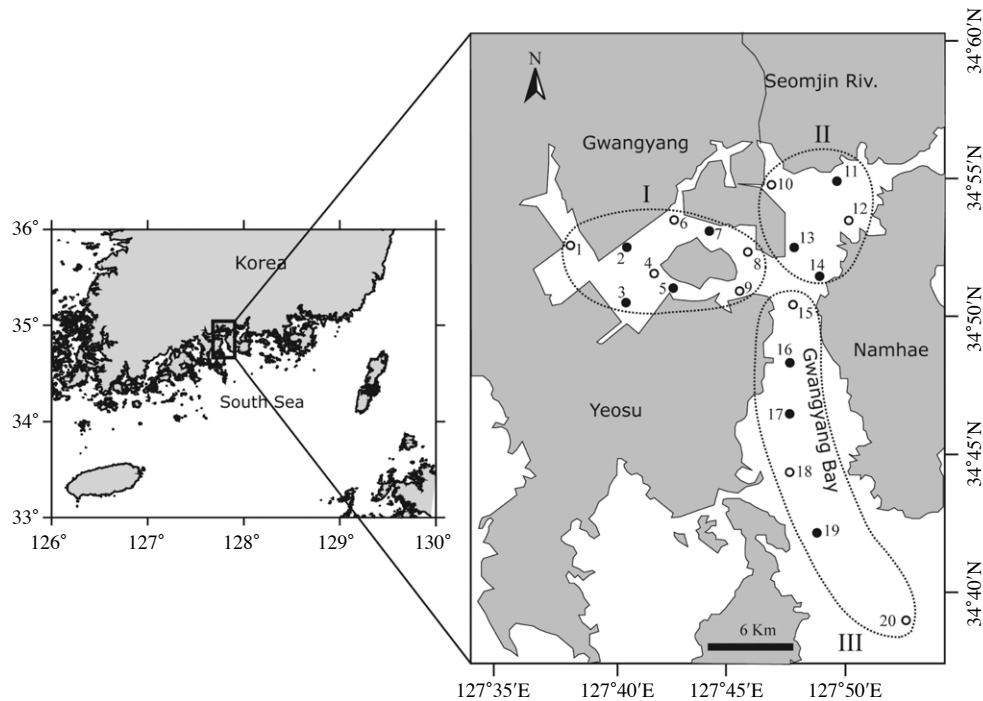 36°
35°
34°
33°
126°
127°
128°
129°
130°
Korea
South Sea
N
Seomjin Riv.
Gwangyang
II
I
10
11
12
1
2
6
7
13
4
8
14
3
5
9
15
16
Namhae
Yeosu
17
Gwangyang Bay
18
19
20
6 Km
III
34°60′N
34°55′N
34°50′N
34°45′N
34°40′N
127°35′E
127°40′E
127°45′E
127°50′E